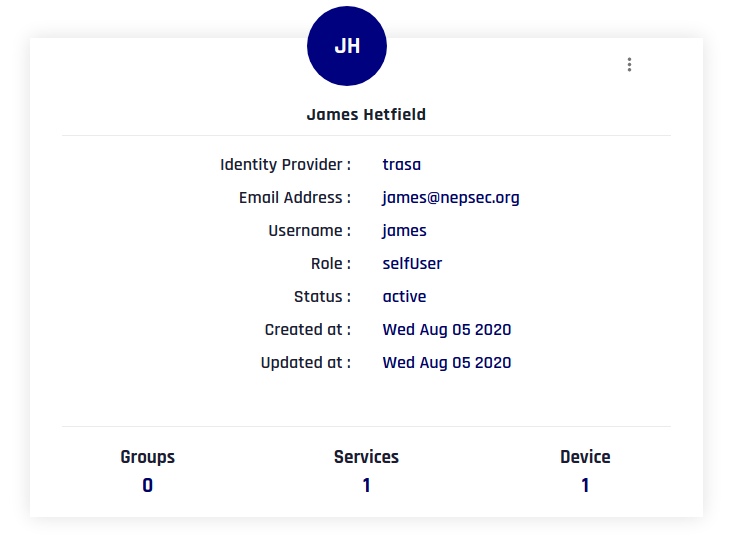 JH
James Hetfield
Identity Provider : trasa
Email Address : james@nepsec.org
Username : james
Role : selfUser
Status : active
Created at : Wed Aug 05 2020
Updated at : Wed Aug 05 2020
Groups Services Device
0 1 1